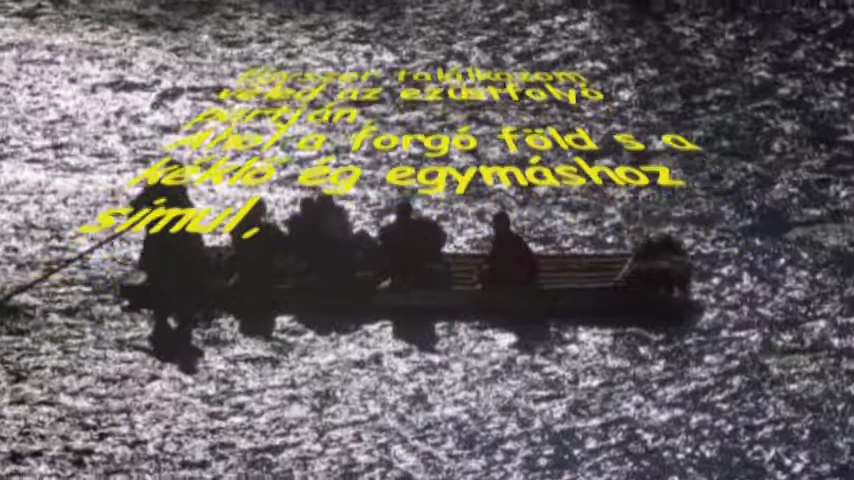 Egyszer találkozom
veled az ezüstfolyó
partján,
Ahol a forgó föld s a
kéklő ég egymáshoz
simul,